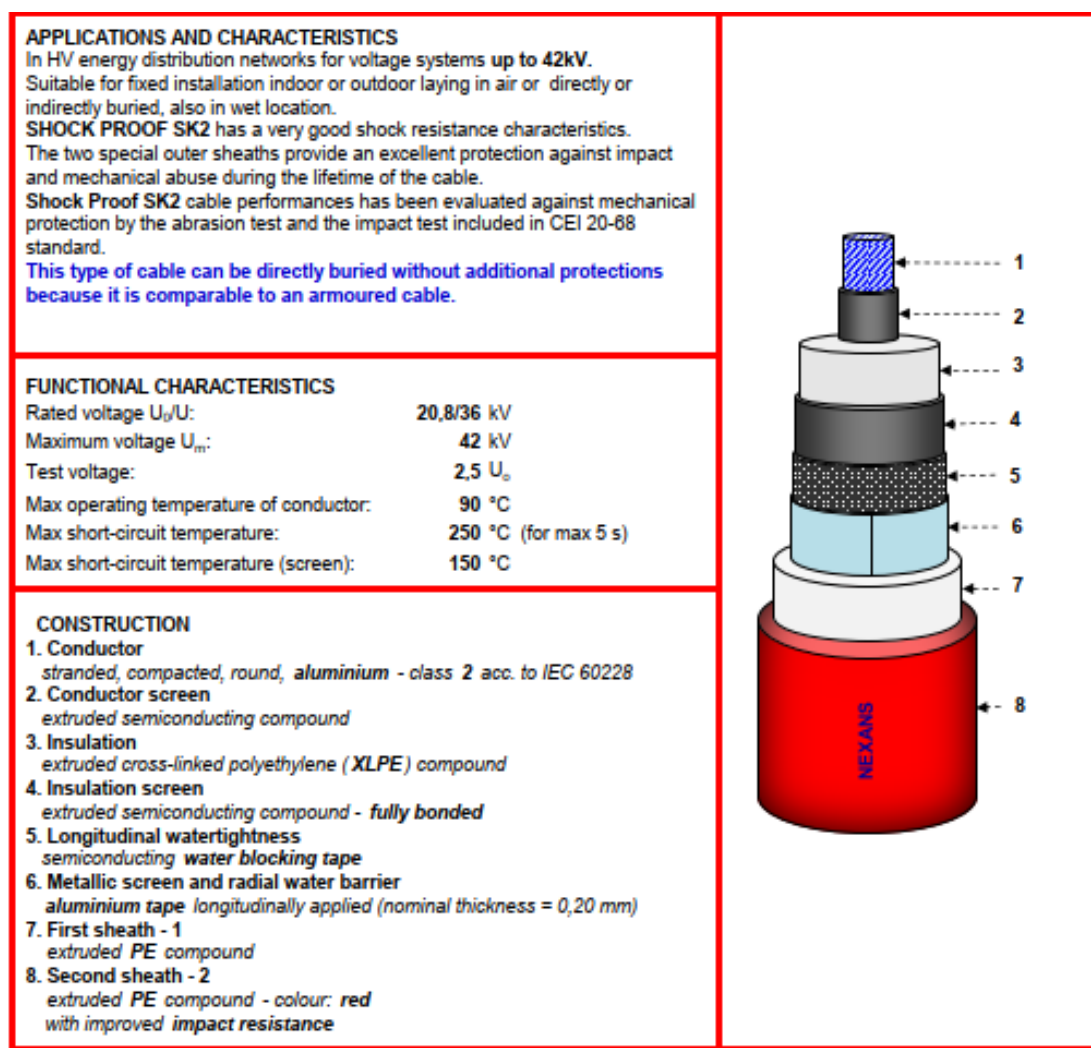 APPLICATIONS AND CHARACTERISTICS
In HV energy distribution networks for voltage systems up to 42kV.
Suitable for fixed installation indoor or outdoor laying in air or directly or
indirectly buried, also in wet location.
SHOCK PROOF SK2 has a very good shock resistance characteristics.
The two special outer sheaths provide an excellent protection against impact
and mechanical abuse during the lifetime of the cable.
Shock Proof SK2 cable performances has been evaluated against mechanical
protection by the abrasion test and the impact test included in CEI 20-68
standard.
This type of cable can be directly buried without additional protections
because it is comparable to an armoured cable.
FUNCTIONAL CHARACTERISTICS
Rated voltage U₀/U: 20,8/36 kV
Maximum voltage Uₘ: 42 kV
Test voltage: 2,5 U₀
Max operating temperature of conductor: 90 °C
Max short-circuit temperature: 250 °C (for max 5 s)
Max short-circuit temperature (screen): 150 °C
CONSTRUCTION
1. Conductor
stranded, compacted, round, aluminium - class 2 acc. to IEC 60228
2. Conductor screen
extruded semiconducting compound
3. Insulation
extruded cross-linked polyethylene (XLPE) compound
4. Insulation screen
extruded semiconducting compound - fully bonded
5. Longitudinal watertightness
semiconducting water blocking tape
6. Metallic screen and radial water barrier
aluminium tape longitudinally applied (nominal thickness = 0,20 mm)
7. First sheath - 1
extruded PE compound
8. Second sheath - 2
extruded PE compound - colour: red
with improved impact resistance
1
2
3
4
5
6
7
8
NEXANS